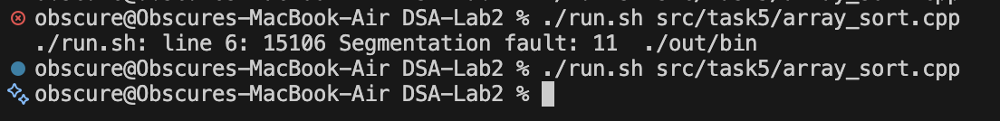 obscure@Obscures-MacBook-Air DSA-Lab2 % ./run.sh src/task5/array_sort.cpp
./run.sh: line 6: 15106 Segmentation fault: 11  ./out/bin
obscure@Obscures-MacBook-Air DSA-Lab2 % ./run.sh src/task5/array_sort.cpp
obscure@Obscures-MacBook-Air DSA-Lab2 %